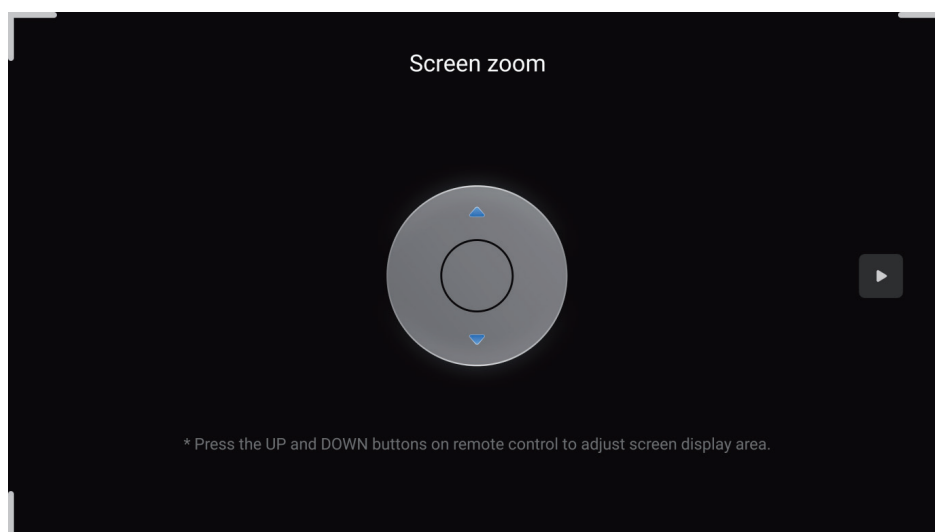 Screen zoom
* Press the UP and DOWN buttons on remote control to adjust screen display area.